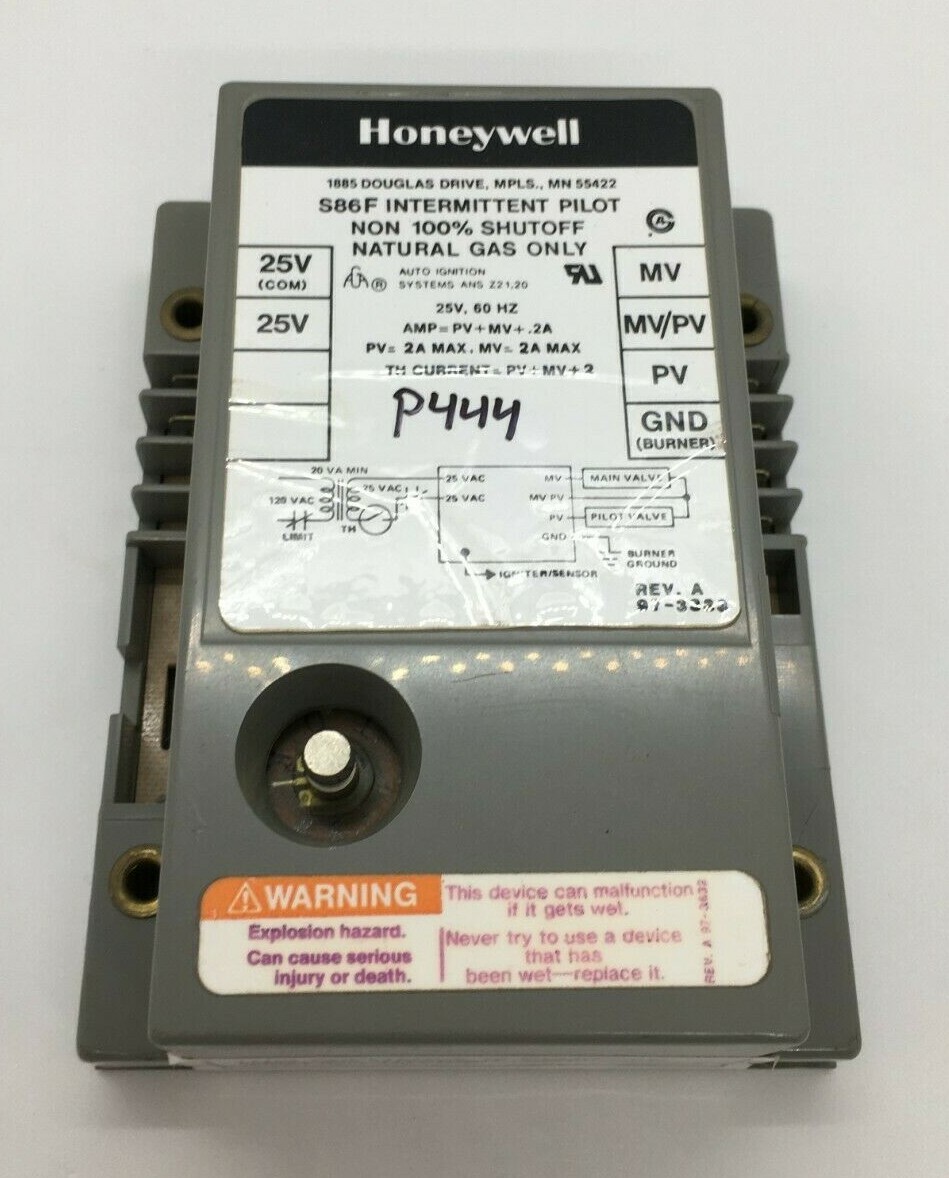 Honeywell
1885 DOUGLAS DRIVE, MPLS., MN 55422
S86F INTERMITTENT PILOT
NON 100% SHUTOFF
NATURAL GAS ONLY
25V
(COM)
25V
AUTO IGNITION
SYSTEMS ANS Z21.20
25V, 60 HZ
AMP= PV+MV+.2A
PV= 2A MAX. MV= 2A MAX
TH CURRENT= PV+MV+2
P444
MV
MV/PV
PV
GND
(BURNER)
20 VA MIN
120 VAC
LIMIT
TH
25 VAC
25 VAC
25 VAC
MV
MV PV
PV
GND
MAIN VALVE
PILOT VALVE
BURNER
GROUND
IGNITER/SENSOR
REV. A
WARNING
Explosion hazard.
Can cause serious
injury or death.
This device can malfunction
if it gets wet.
Never try to use a device
that has
been wet—replace it.
REV. A 97-3632